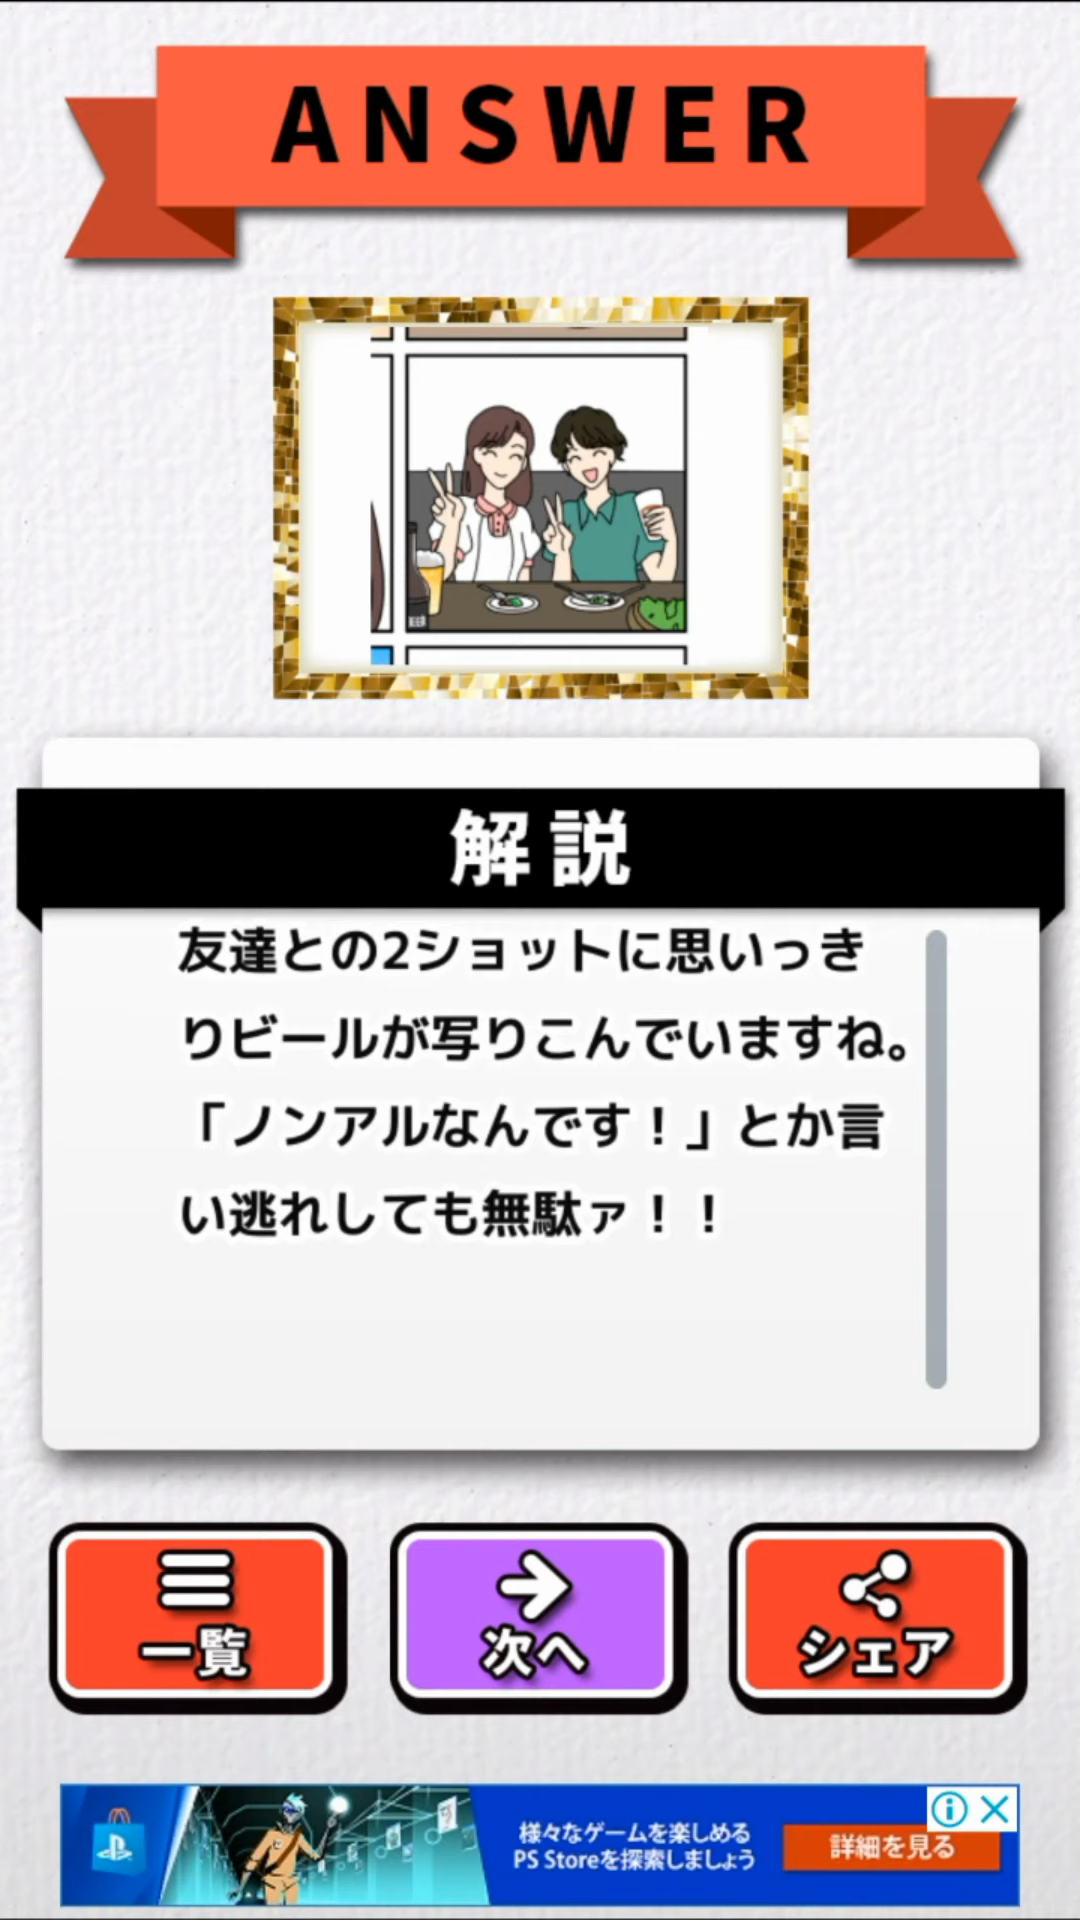 ANSWER
解説
友達との2ショットに思いっき
りビールが写りこんでいますね。
「ノンアルなんです！」とか言
い逃れしても無駄ァ！！
一覧
次へ
シェア
様々なゲームを楽しめる
PS Storeを探索しましょう
詳細を見る